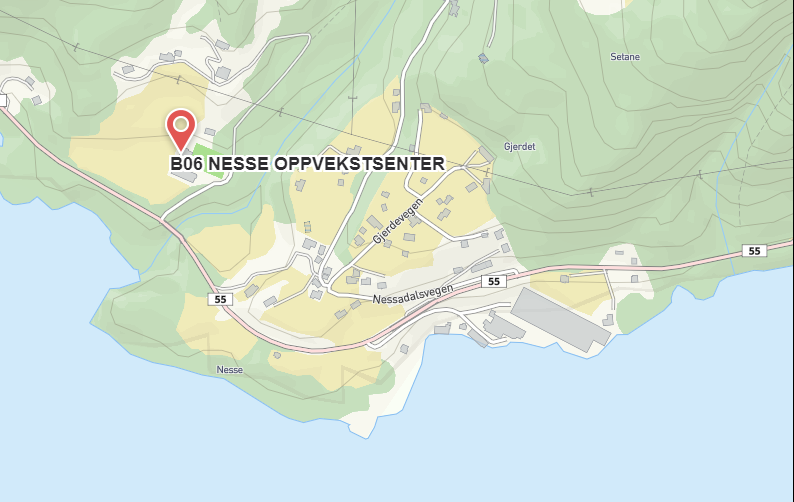 Setane
Gjerdet
B06 NESSE OPPVEKSTSENTER
Gjerdevegen
55
55
Nessadalsvegen
55
Nesse